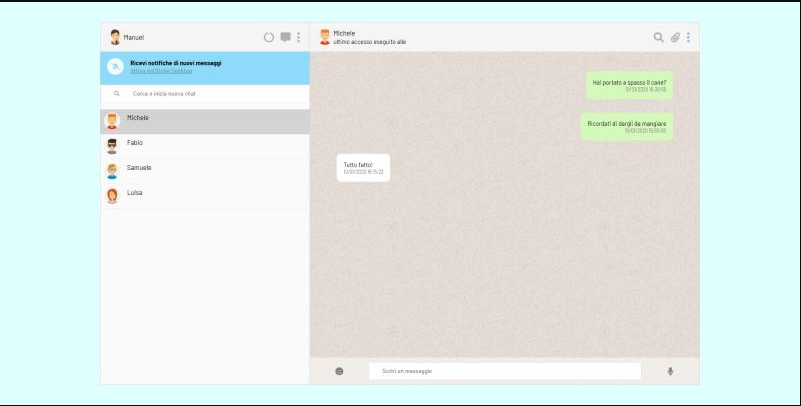 Manuel
Ricevi notifiche di nuovi messaggi
Attiva notifiche Desktop
Cerca o inizia nuova chat
Michele
Fabio
Samuele
Luisa
Michele
ultimo accesso eseguito alle
Hai portato a spasso il cane?
10/01/2020 15:30:55
Ricordati di dargli da mangiare
10/01/2020 15:50:00
Tutto fatto!
10/01/2020 16:15:22
Scrivi un messaggio